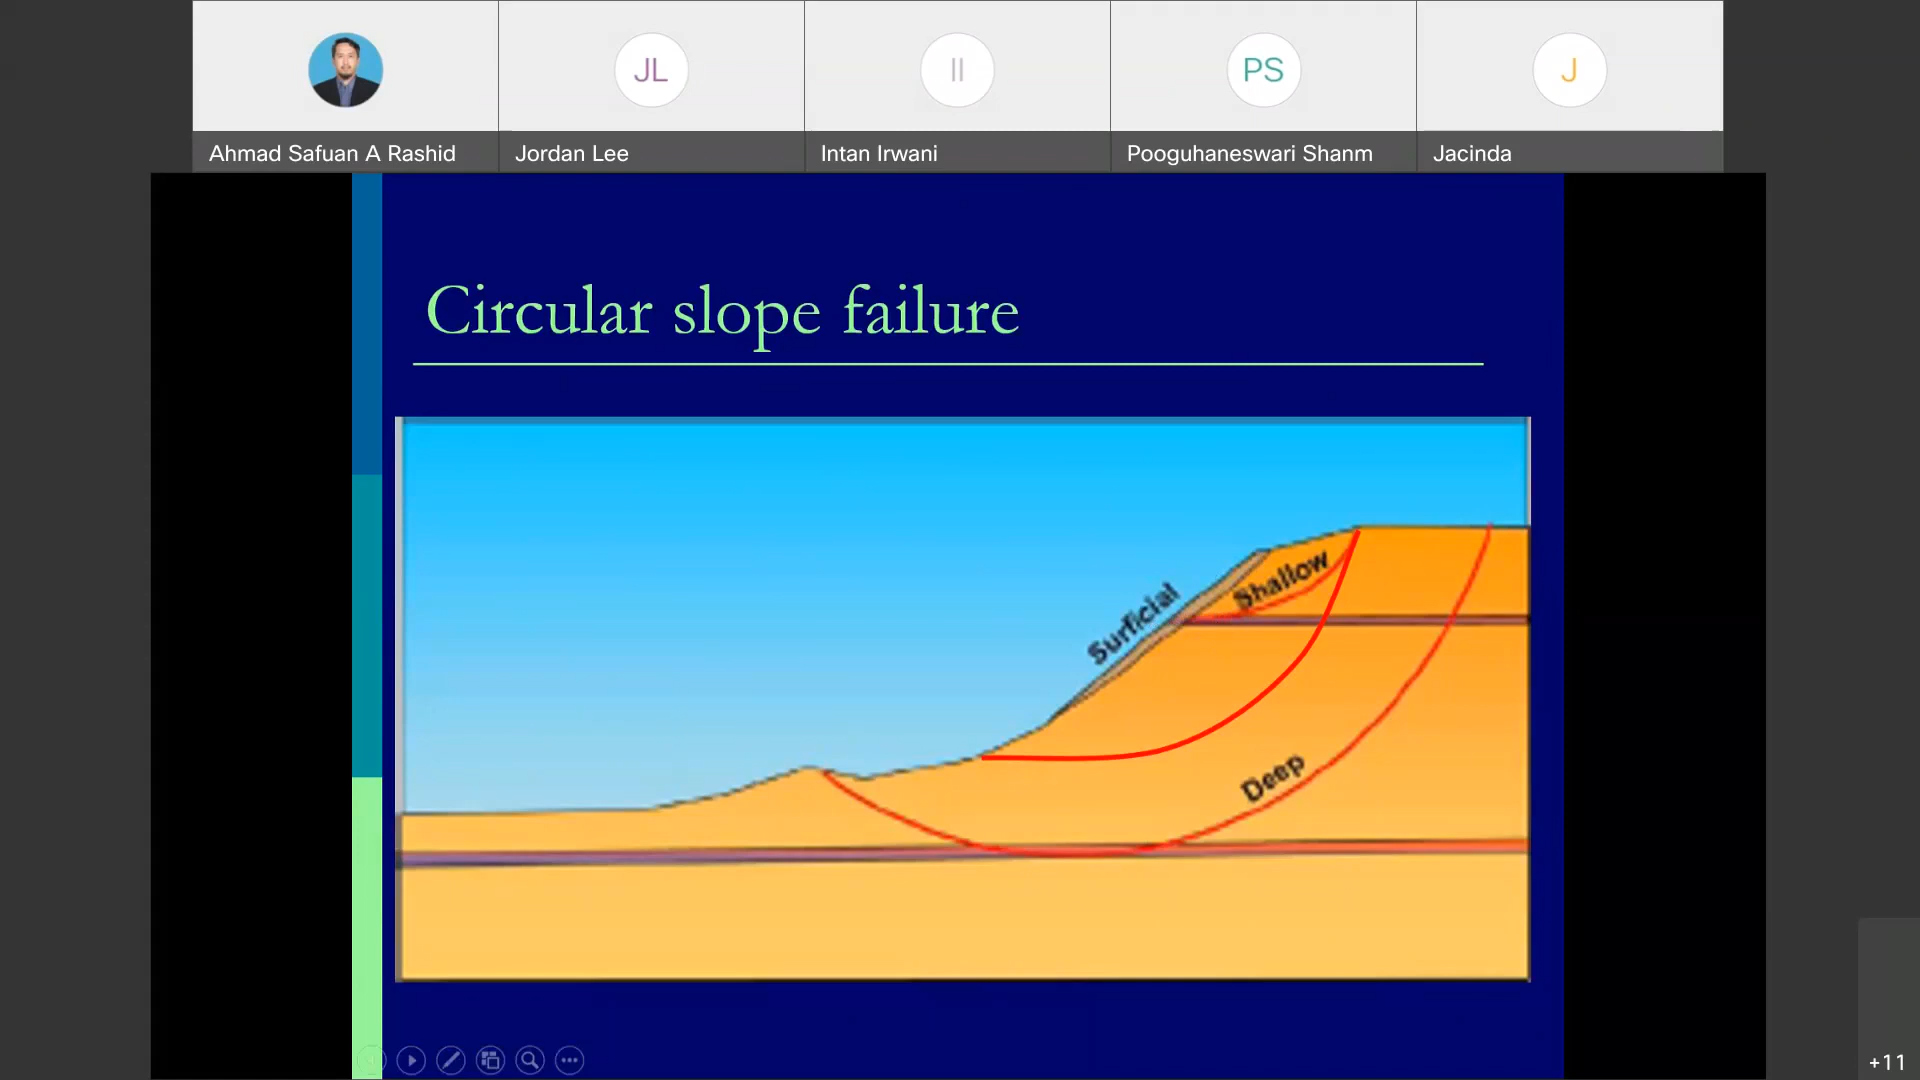 JL
II
PS
J
Ahmad Safuan A Rashid
Jordan Lee
Intan Irwani
Pooguhaneswari Shanm
Jacinda
Circular slope failure
Surficial
Shallow
Deep
+11